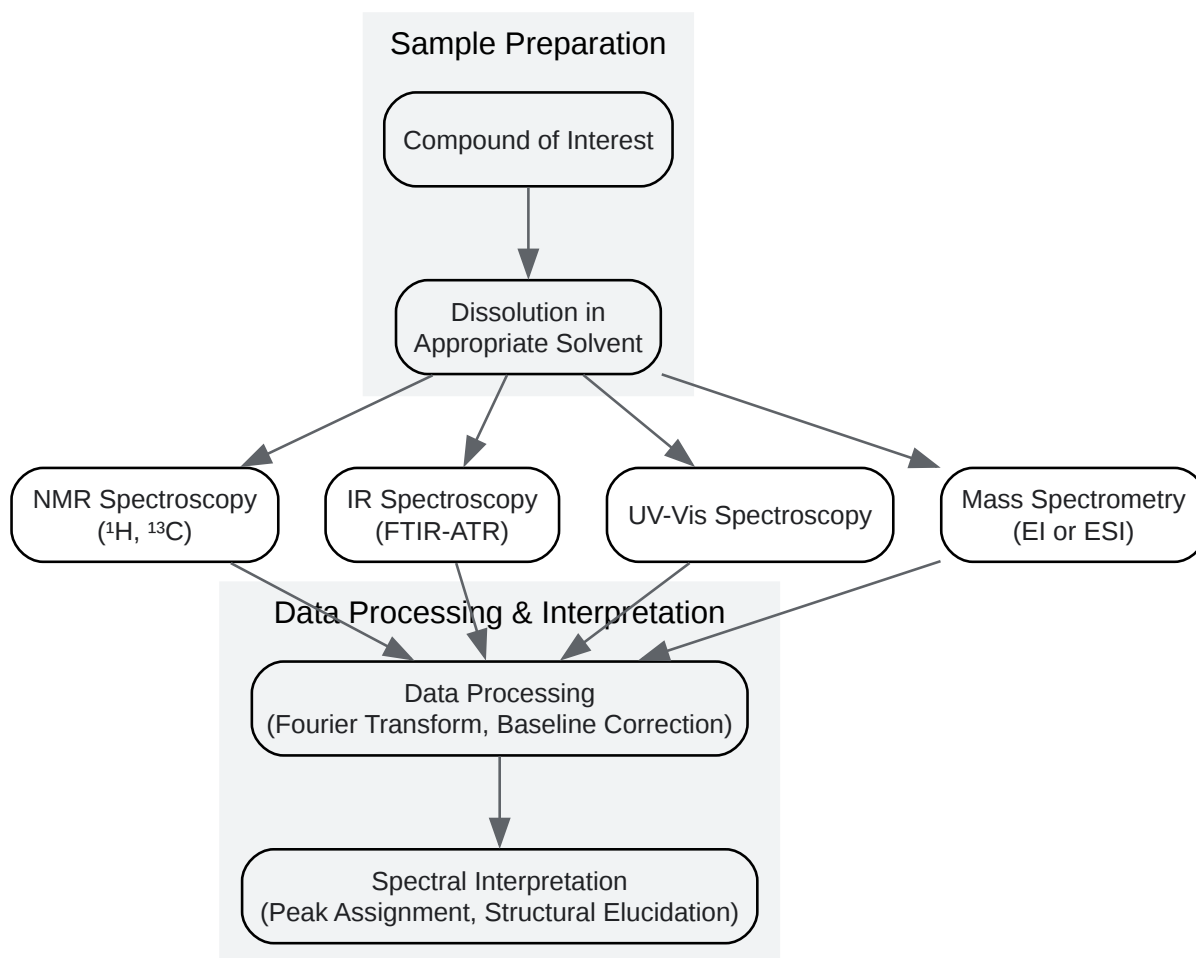 Sample Preparation
Compound of Interest
Dissolution in
Appropriate Solvent
NMR Spectroscopy
(¹H, ¹³C)
IR Spectroscopy
(FTIR-ATR)
UV-Vis Spectroscopy
Mass Spectrometry
(EI or ESI)
Data Processing & Interpretation
Data Processing
(Fourier Transform, Baseline Correction)
Spectral Interpretation
(Peak Assignment, Structural Elucidation)